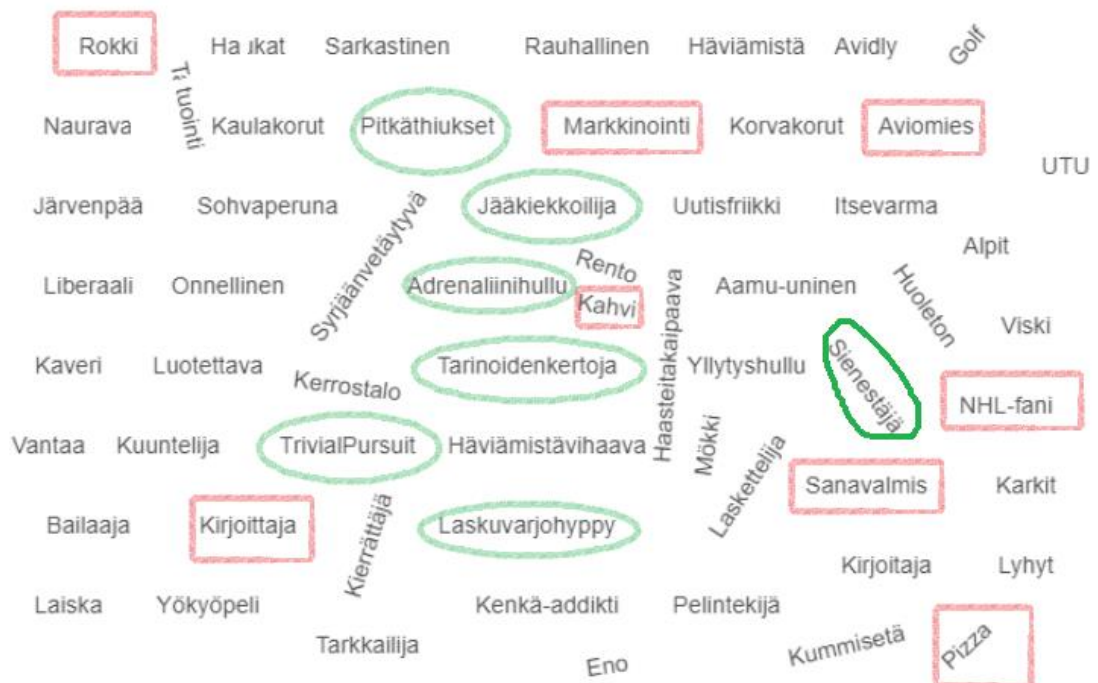 Rokki Sarkastinen Rauhallinen Häviämistä Avidly Golf
Naurava Kaulakorut Pitkäthiukset Markkinointi Korvakorut Aviomies
UTU
Järvenpää Sohvaperuna Syrjäänvetäytyvä Jääkiekkoilija Uutisfriikki Itsevarma
Alpit
Liberaali Onnellinen Adrenaliinihullu Rento Aamu-uninen Huoleton
Kahvi Viski
Kaveri Luotettava Kerrostalo Tarinoidenkertoja Haasteitakaipaava Yllytyshullu Sienestäjä
NHL-fani
Vantaa Kuuntelija TrivialPursuit Häviämistävihaava Mökki Laskettelija
Sanavalmis Karkit
Bailaaja Kirjoittaja Kierrättäjä Laskuvarjohyppy
Kirjoitaja Lyhyt
Laiska Yökyöpeli Kenkä-addikti Pelintekijä
Tarkkailija Eno Kummisetä Pizza